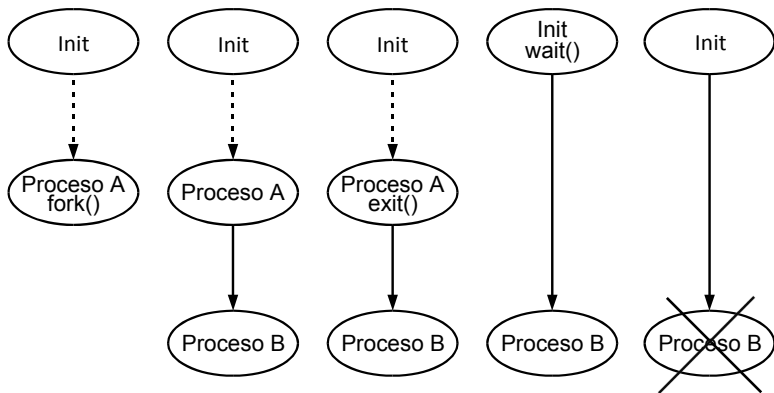 Init
Init
Init
Init
wait()
Init
Proceso A
fork()
Proceso A
Proceso A
exit()
Proceso B
Proceso B
Proceso B
Proceso B